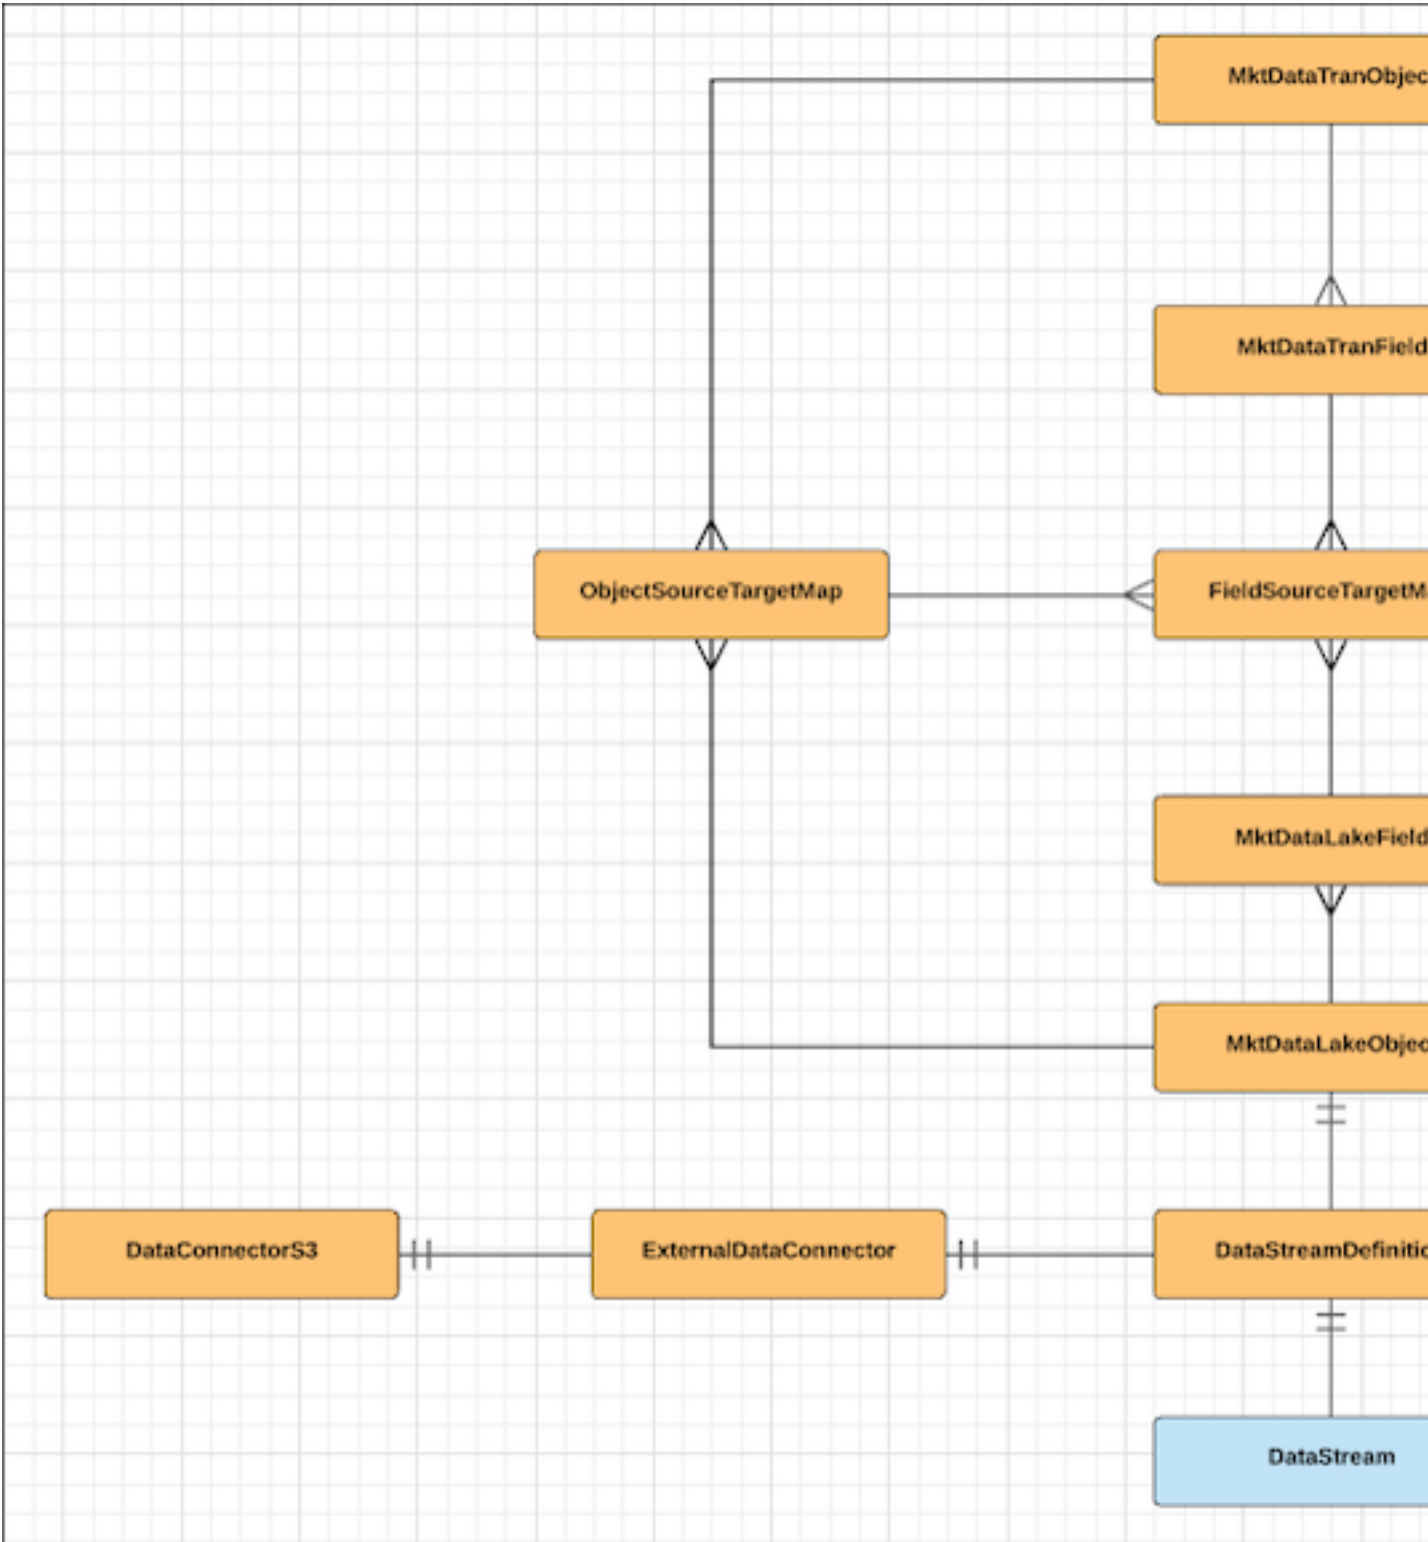 MktDataTranObjec
MktDataTranField
ObjectSourceTargetMap
FieldSourceTargetM
MktDataLakeField
MktDataLakeObjec
DataConnectorS3
ExternalDataConnector
DataStreamDefinitio
DataStream